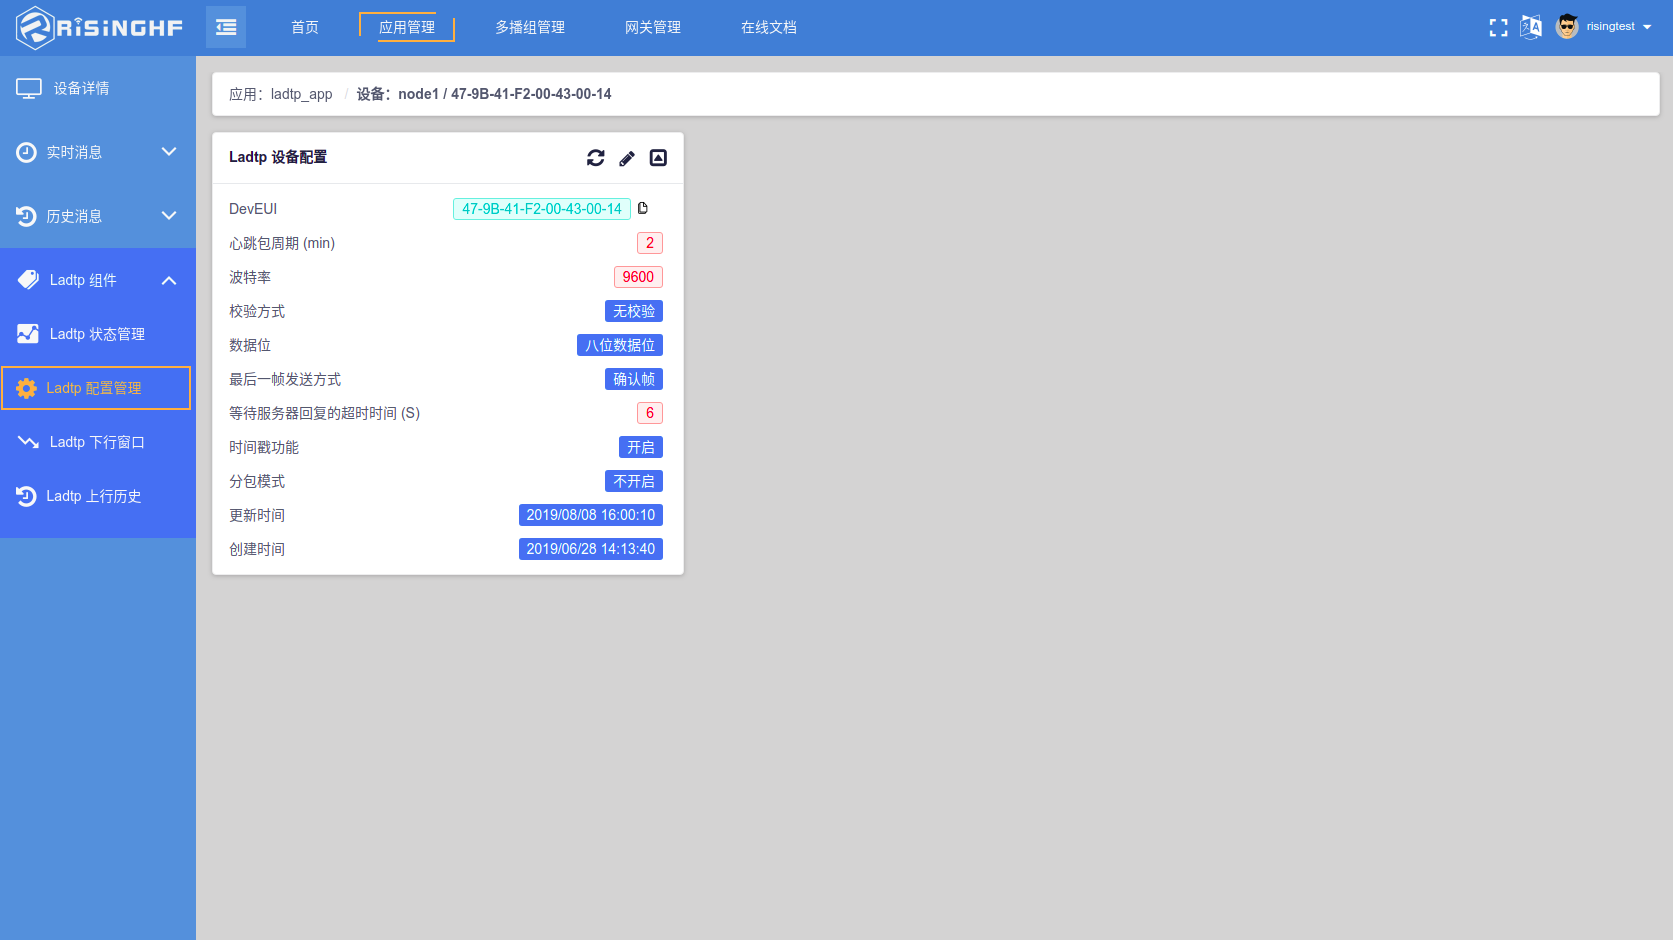 RiSiNGHF
首页
应用管理
多播组管理
网关管理
在线文档
risingtest
设备详情
实时消息
历史消息
Ladtp 组件
Ladtp 状态管理
Ladtp 配置管理
Ladtp 下行窗口
Ladtp 上行历史
应用：ladtp_app / 设备：node1 / 47-9B-41-F2-00-43-00-14
Ladtp 设备配置
DevEUI 47-9B-41-F2-00-43-00-14
心跳包周期 (min) 2
波特率 9600
校验方式 无校验
数据位 八位数据位
最后一帧发送方式 确认帧
等待服务器回复的超时时间 (S) 6
时间戳功能 开启
分包模式 不开启
更新时间 2019/08/08 16:00:10
创建时间 2019/06/28 14:13:40